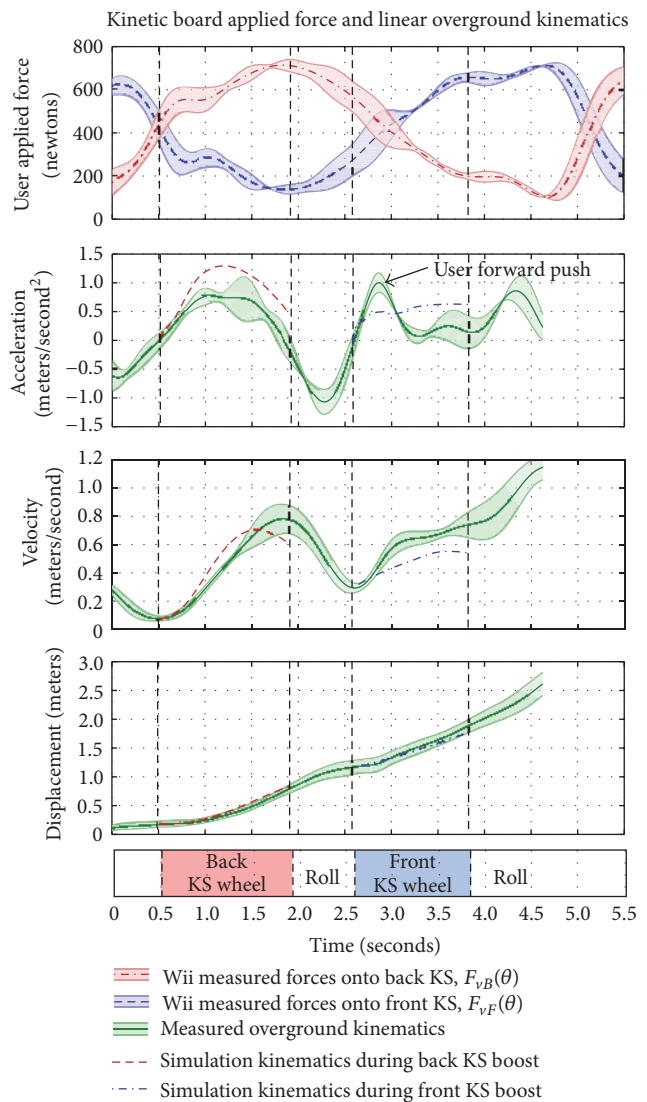 Kinetic board applied force and linear overground kinematics
User applied force
(newtons)
800
600
400
200
0
Acceleration
(meters/second²)
1.5
1.0
0.5
0
−0.5
−1.0
−1.5
User forward push
Velocity
(meters/second)
1.2
1.0
0.8
0.6
0.4
0.2
0
Displacement (meters)
3.0
2.5
2.0
1.5
1.0
0.5
0
Back
KS wheel
Roll
Front
KS wheel
Roll
0 0.5 1.0 1.5 2.0 2.5 3.0 3.5 4.0 4.5 5.0 5.5
Time (seconds)
Wii measured forces onto back KS, FvB(θ)
Wii measured forces onto front KS, FvF(θ)
Measured overground kinematics
Simulation kinematics during back KS boost
Simulation kinematics during front KS boost